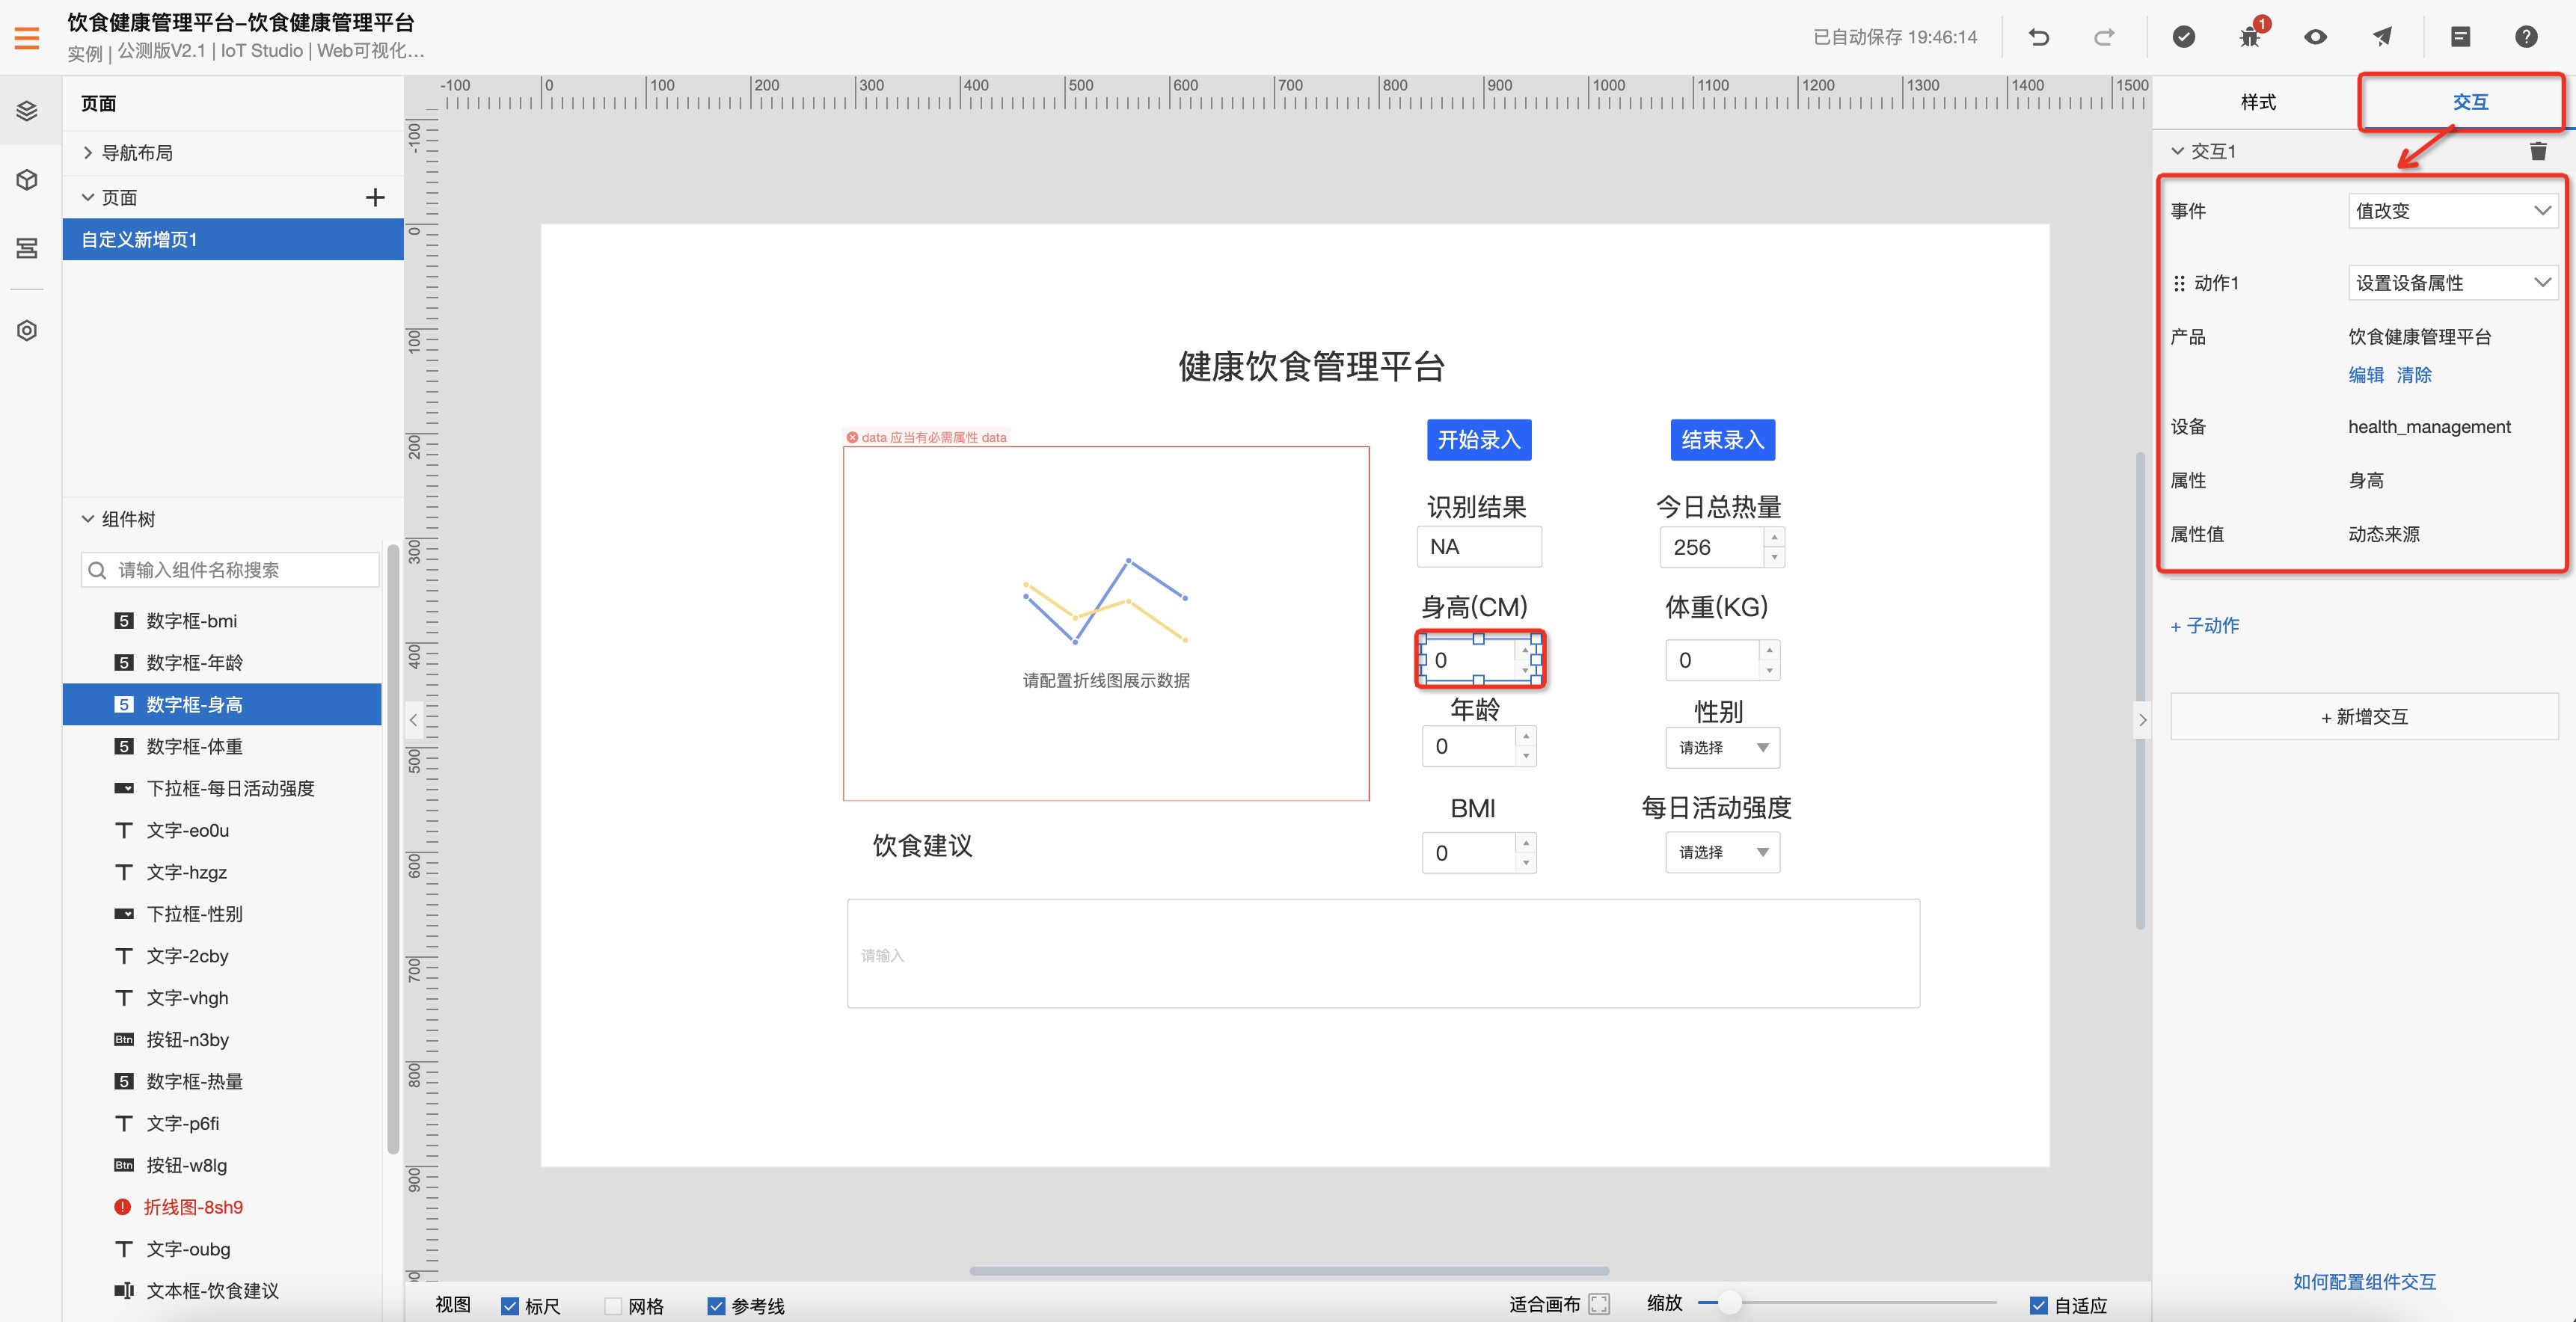 饮食健康管理平台-饮食健康管理平台
实例 | 公测版V2.1 | IoT Studio | Web可视化...
已自动保存 19:46:14
1
页面
导航布局
页面
自定义新增页1
组件树
请输入组件名称搜索
5 数字框-bmi
5 数字框-年龄
5 数字框-身高
5 数字框-体重
下拉框-每日活动强度
T 文字-eo0u
T 文字-hzgz
下拉框-性别
T 文字-2cby
T 文字-vhgh
Btn 按钮-n3by
5 数字框-热量
T 文字-p6fi
Btn 按钮-w8lg
折线图-8sh9
T 文字-oubg
文本框-饮食建议
-100 0 100 200 300 400 500 600 700 800 900 1000 1100 1200 1300 1400 1500
-100
0
100
200
300
400
500
600
700
800
900
健康饮食管理平台
data 应当有必需属性 data
请配置折线图展示数据
开始录入 结束录入
识别结果 今日总热量
NA 256
身高(CM) 体重(KG)
0 0
年龄 性别
0 请选择
BMI 每日活动强度
0 请选择
饮食建议
请输入
视图 标尺 网格 参考线 适合画布 缩放 自适应
样式 交互
交互1
事件 值改变
动作1 设置设备属性
产品 饮食健康管理平台
编辑 清除
设备 health_management
属性 身高
属性值 动态来源
+ 子动作
+ 新增交互
如何配置组件交互